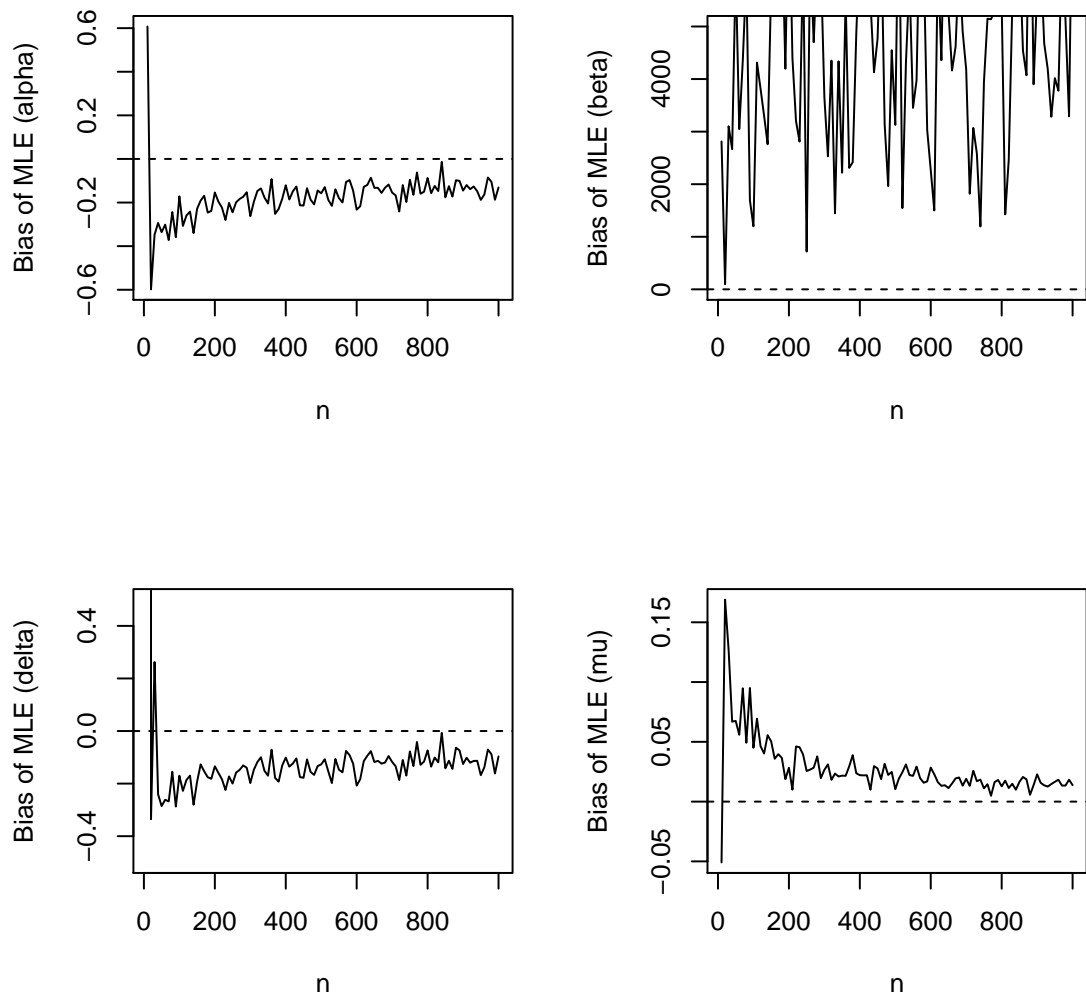 Bias of MLE (alpha)
0.6
0.2
−0.2
−0.6
0 200 400 600 800
n
Bias of MLE (beta)
4000
2000
0
0 200 400 600 800
n
Bias of MLE (delta)
0.4
0.0
−0.4
0 200 400 600 800
n
Bias of MLE (mu)
0.15
0.05
−0.05
0 200 400 600 800
n